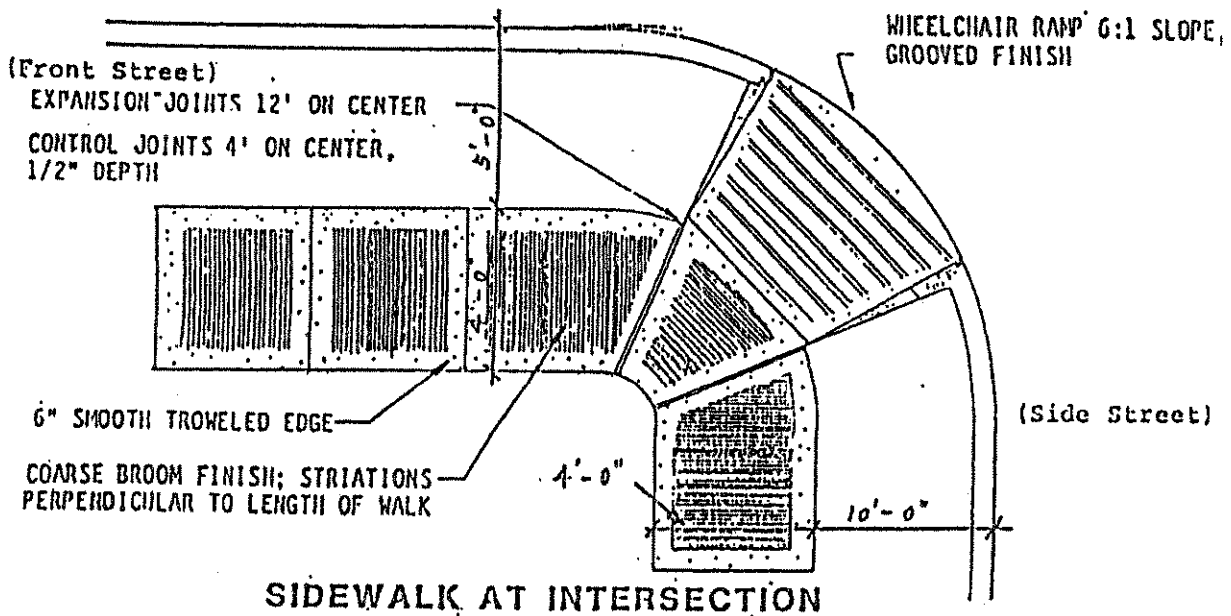 WHEELCHAIR RAMP 6:1 SLOPE,
GROOVED FINISH
(Front Street)
EXPANSION JOINTS 12' ON CENTER
CONTROL JOINTS 4' ON CENTER,
1/2" DEPTH
5'-0"
4'-0"
6" SMOOTH TROWELED EDGE
COARSE BROOM FINISH; STRIATIONS
PERPENDICULAR TO LENGTH OF WALK
(Side Street)
4'-0"
10'-0"
SIDEWALK AT INTERSECTION